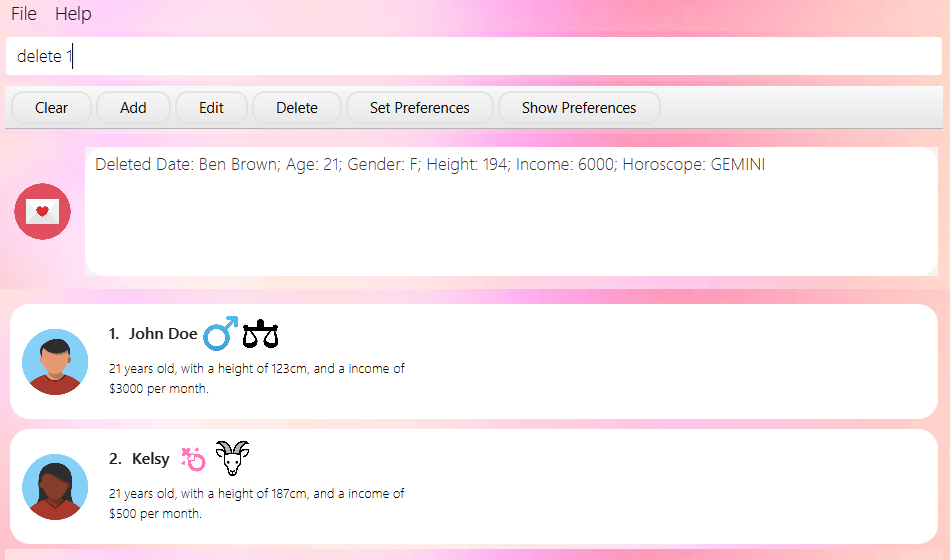 File Help
delete 1
Clear Add Edit Delete Set Preferences Show Preferences
Deleted Date: Ben Brown; Age: 21; Gender: F; Height: 194; Income: 6000; Horoscope: GEMINI
1. John Doe
21 years old, with a height of 123cm, and a income of
$3000 per month.
2. Kelsy
21 years old, with a height of 187cm, and a income of
$500 per month.